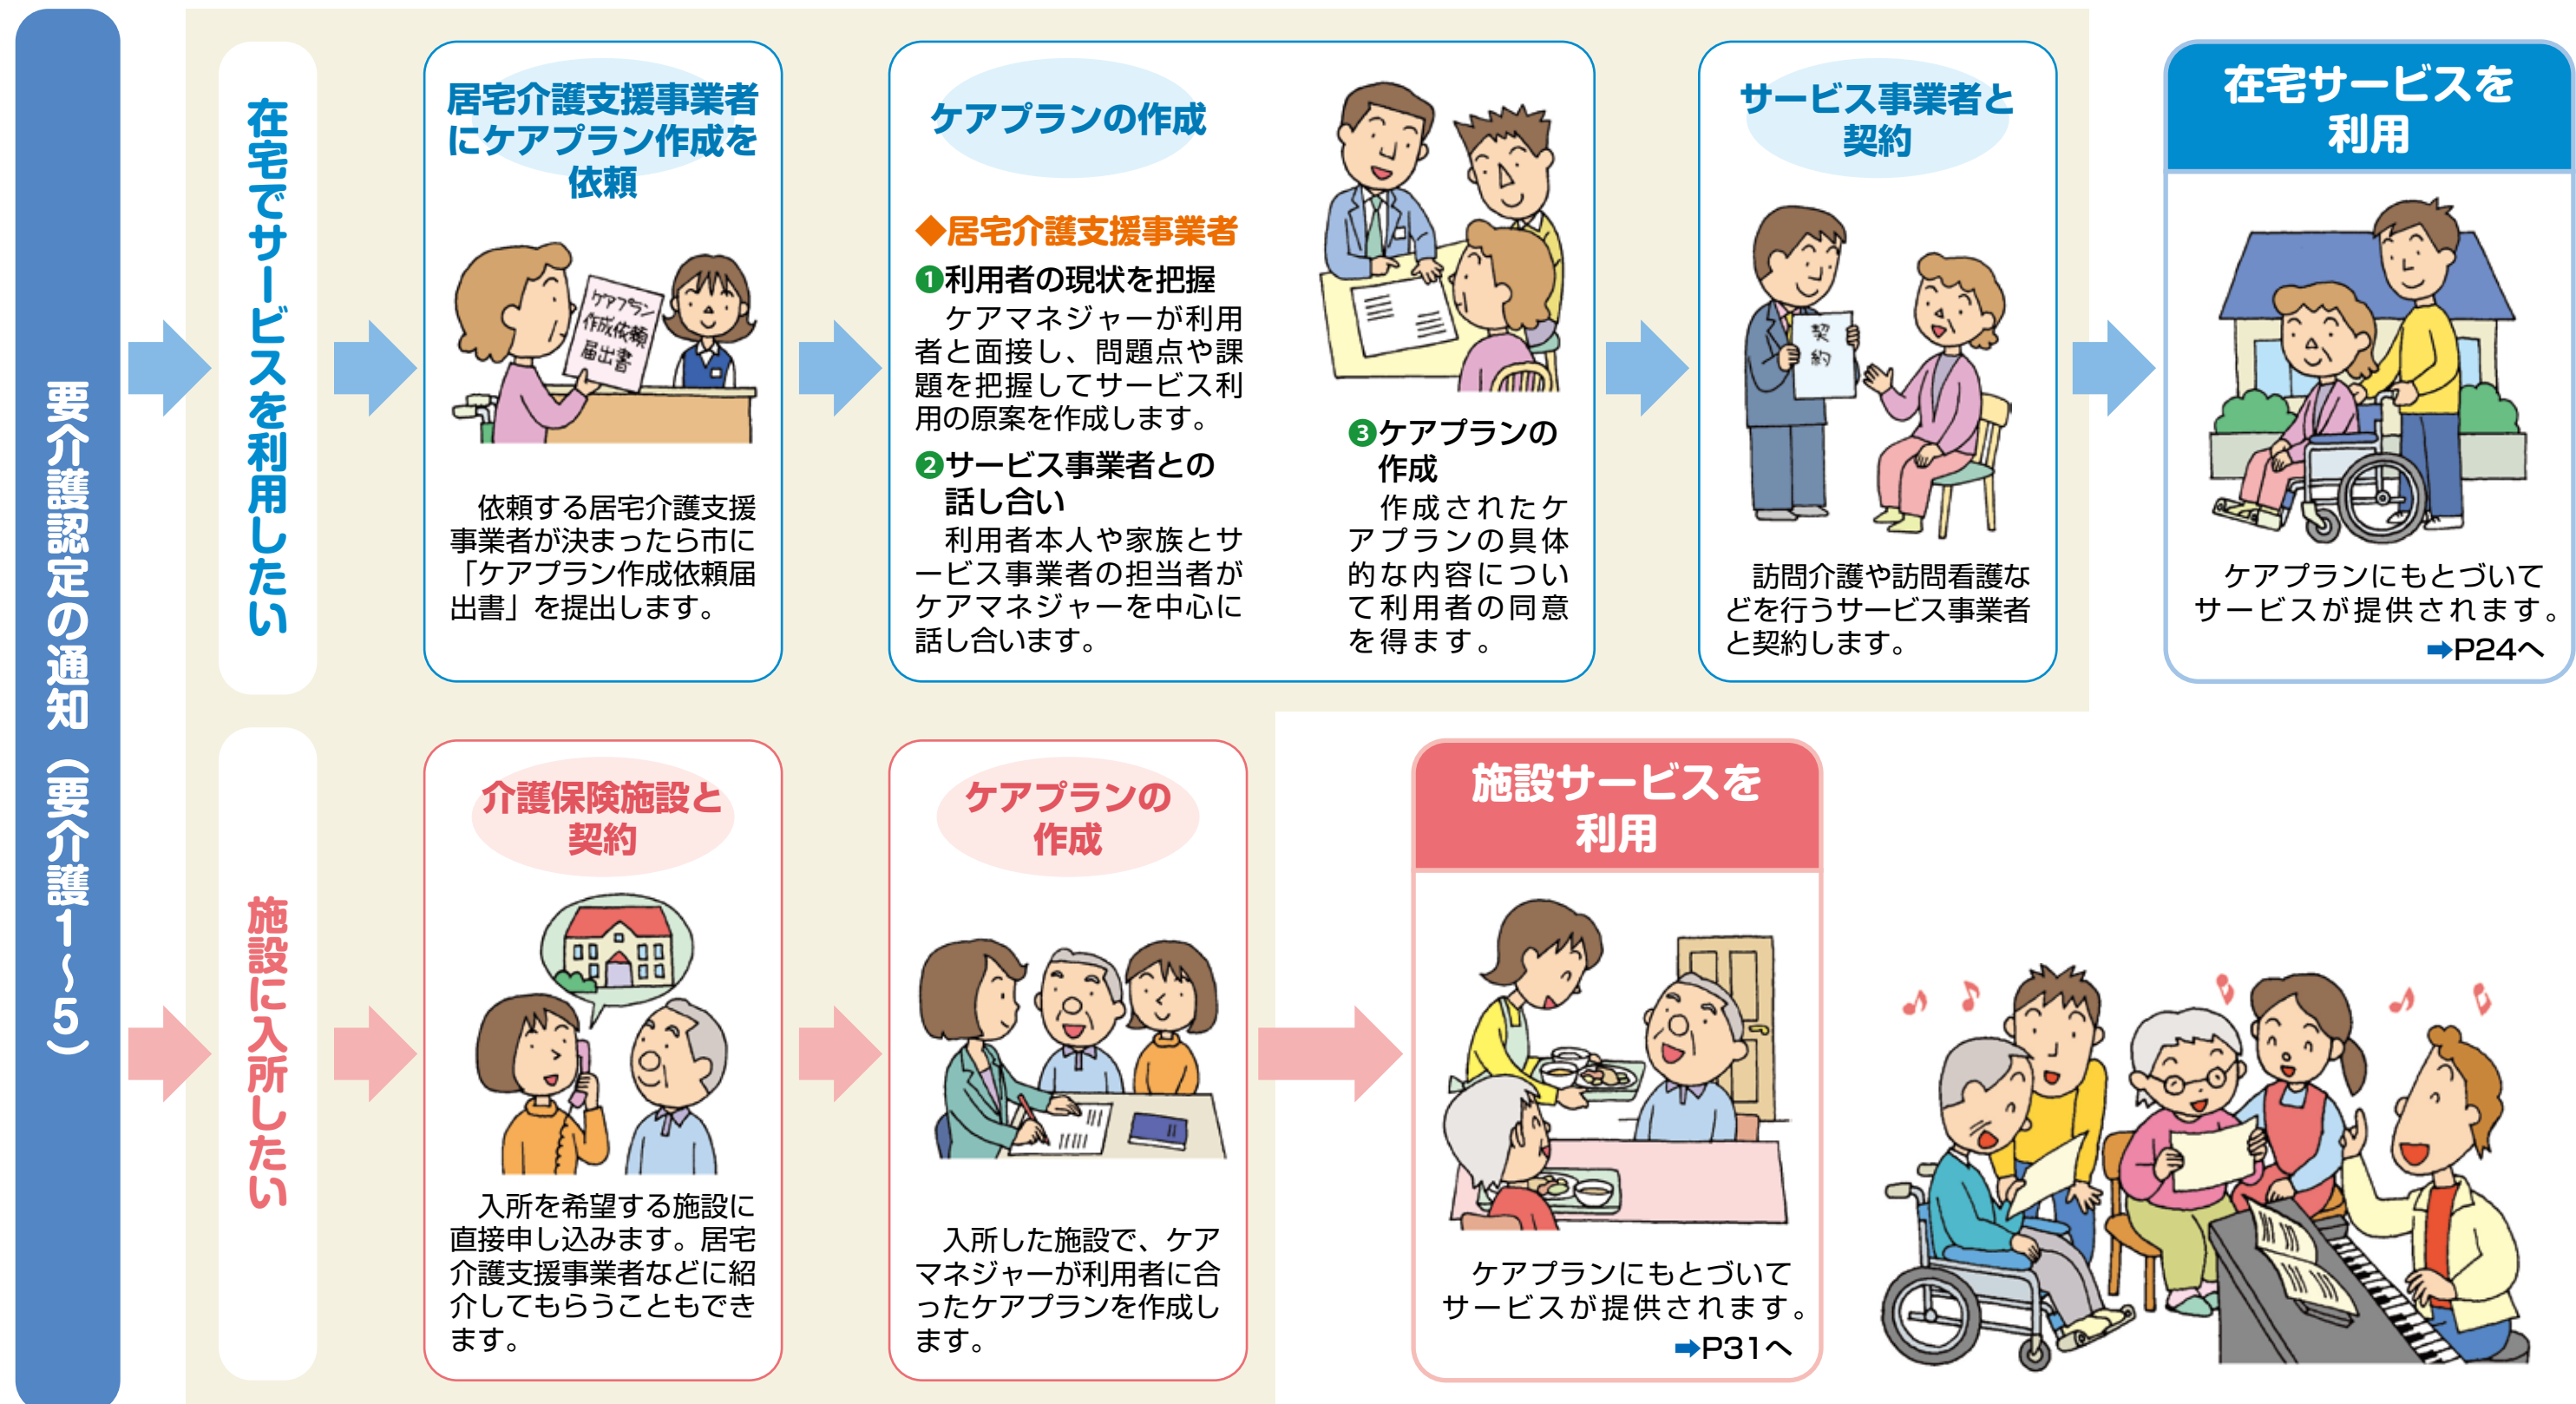 要介護認定の通知（要介護1～5）
在宅でサービスを利用したい
居宅介護支援事業者
にケアプラン作成を
依頼
ケアプラン
作成依頼
届出書
　依頼する居宅介護支援
事業者が決まったら市に
「ケアプラン作成依頼届
出書」を提出します。
ケアプランの作成
◆居宅介護支援事業者
❶利用者の現状を把握
　ケアマネジャーが利用
者と面接し、問題点や課
題を把握してサービス利
用の原案を作成します。
❷サービス事業者との
話し合い
　利用者本人や家族とサ
ービス事業者の担当者が
ケアマネジャーを中心に
話し合います。
❸ケアプランの
作成
　作成されたケ
アプランの具体
的な内容につい
て利用者の同意
を得ます。
サービス事業者と
契約
契
約
　訪問介護や訪問看護な
どを行うサービス事業者
と契約します。
在宅サービスを
利用
　ケアプランにもとづいて
サービスが提供されます。
➡P24へ
施設に入所したい
介護保険施設と
契約
　入所を希望する施設に
直接申し込みます。居宅
介護支援事業者などに紹
介してもらうこともでき
ます。
ケアプランの
作成
　入所した施設で、ケア
マネジャーが利用者に合
ったケアプランを作成し
ます。
施設サービスを
利用
　ケアプランにもとづいて
サービスが提供されます。
➡P31へ